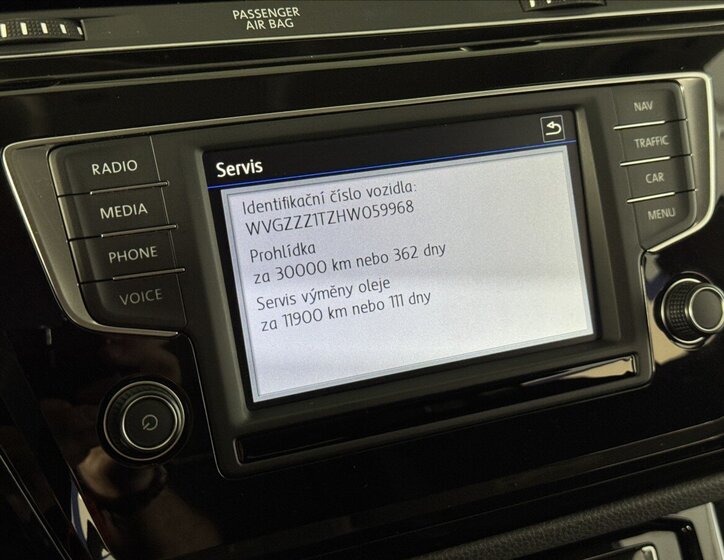 PASSENGER
AIR BAG
RADIO
MEDIA
PHONE
VOICE
Servis
Identifikační číslo vozidla:
WVGZZZ1TZHW059968
Prohlídka
za 30000 km nebo 362 dny
Servis výměny oleje
za 11900 km nebo 111 dny
NAV
TRAFFIC
CAR
MENU